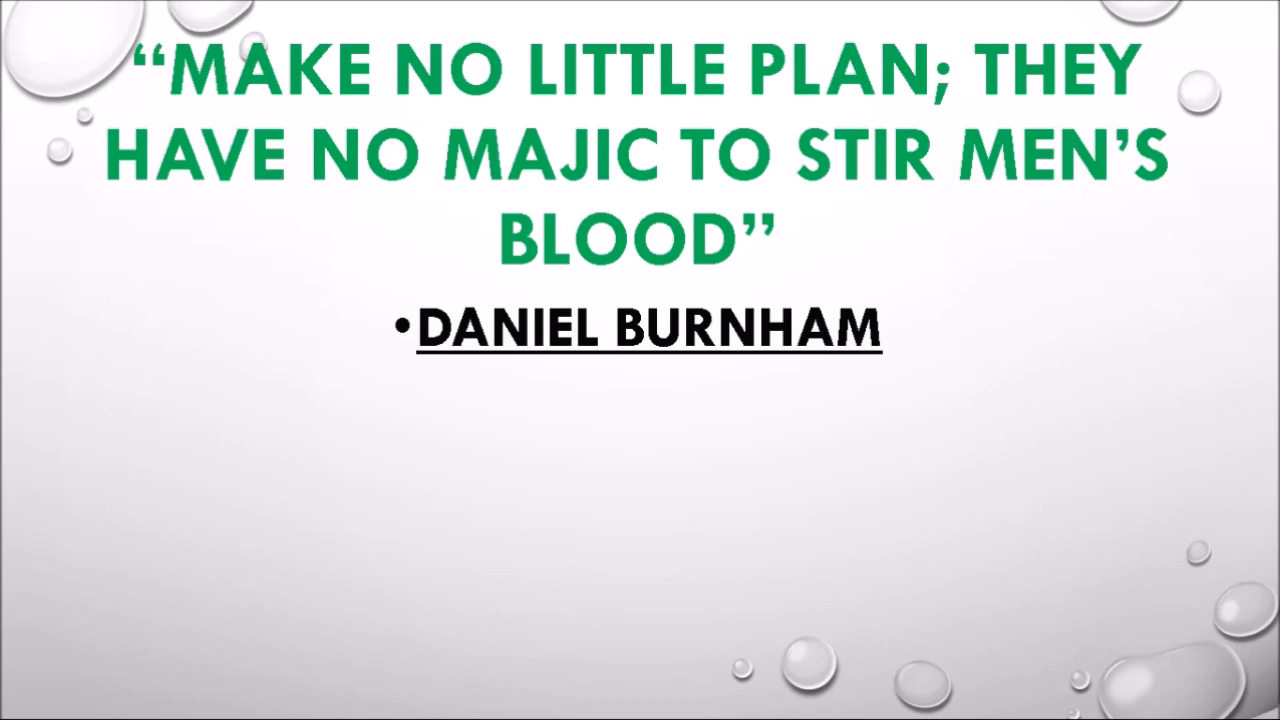 “MAKE NO LITTLE PLAN; THEY
HAVE NO MAJIC TO STIR MEN’S
BLOOD”
•DANIEL BURNHAM